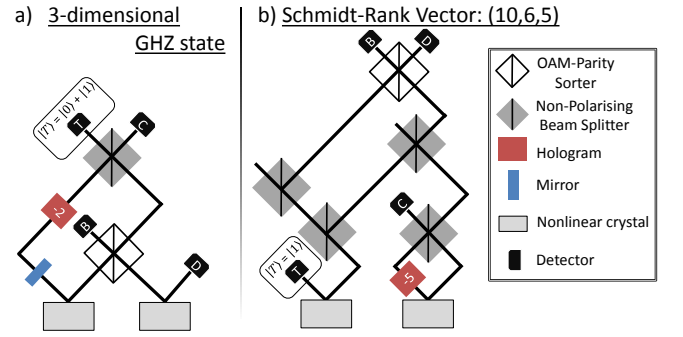 a) 3-dimensional
GHZ state
|T⟩ = |0⟩ + |1⟩
T
C
-2
B
D
b) Schmidt-Rank Vector: (10,6,5)
B
D
C
|T⟩ = |1⟩
T
-5
OAM-Parity
Sorter
Non-Polarising
Beam Splitter
Hologram
Mirror
Nonlinear crystal
Detector